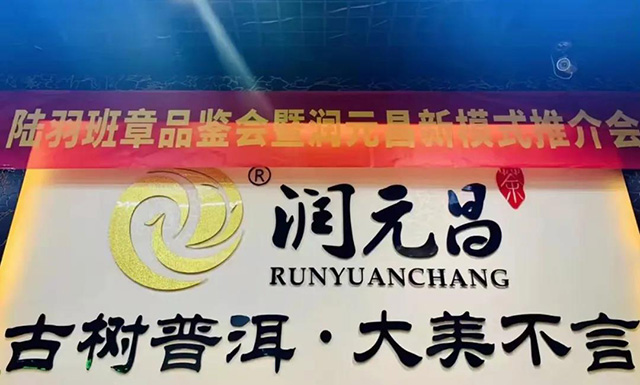 陆羽班章品鉴会暨润元昌新模式推介会
®
润元昌
茶
RUNYUANCHANG
古树普洱·大美不言